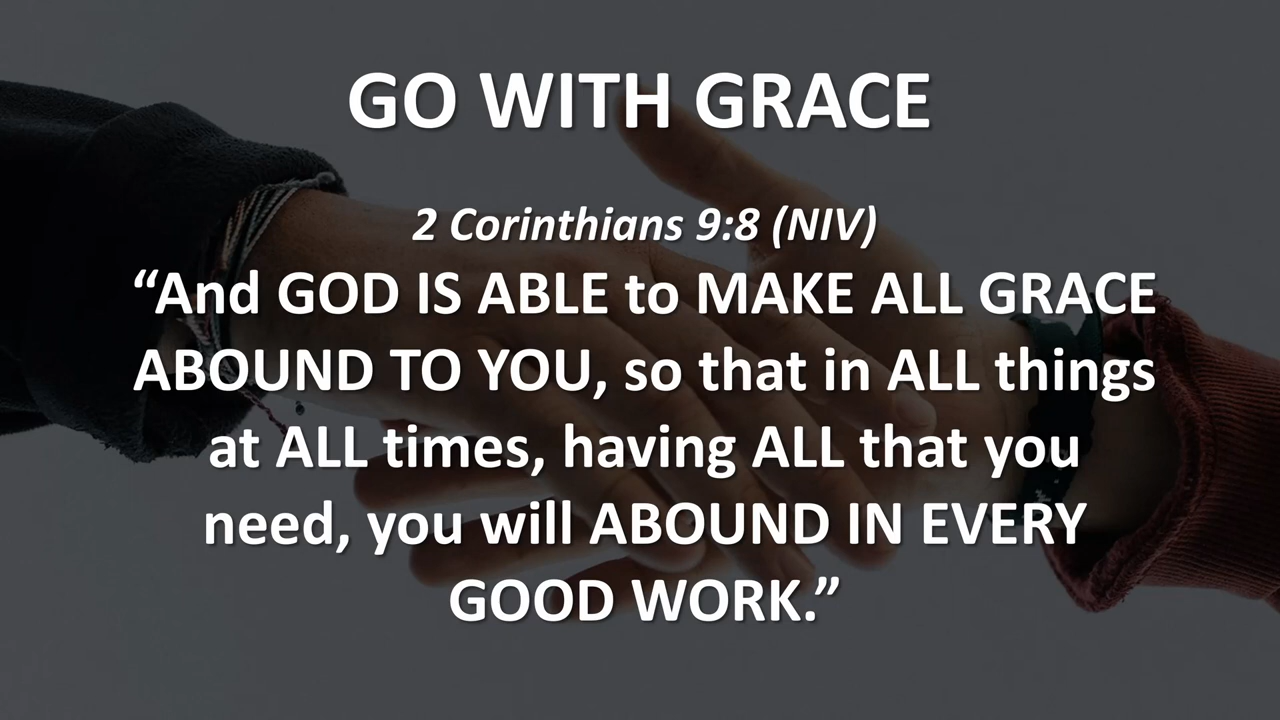 GO WITH GRACE
2 Corinthians 9:8 (NIV)
“And GOD IS ABLE to MAKE ALL GRACE
ABOUND TO YOU, so that in ALL things
at ALL times, having ALL that you
need, you will ABOUND IN EVERY
GOOD WORK.”